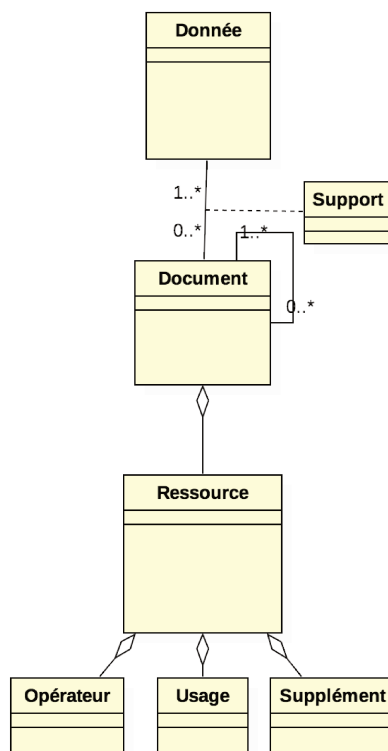 Donnée
1..*
Support
0..*
1..*
Document
0..*
Ressource
Opérateur
Usage
Supplément